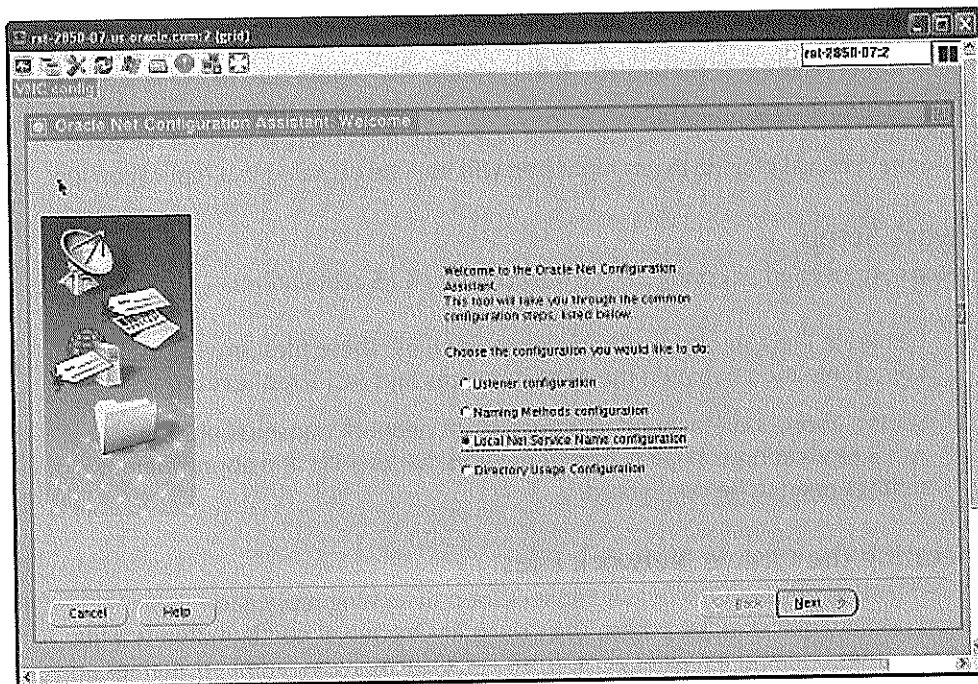 rst-2850-07.us.oracle.com:2 (grid)
rst-2850-07:2
VNC config
Oracle Net Configuration Assistant: Welcome
Welcome to the Oracle Net Configuration
Assistant.
This tool will take you through the common
configuration steps, listed below.
Choose the configuration you would like to do:
Listener configuration
Naming Methods configuration
Local Net Service Name configuration
Directory Usage Configuration
Cancel
Help
Back
Next